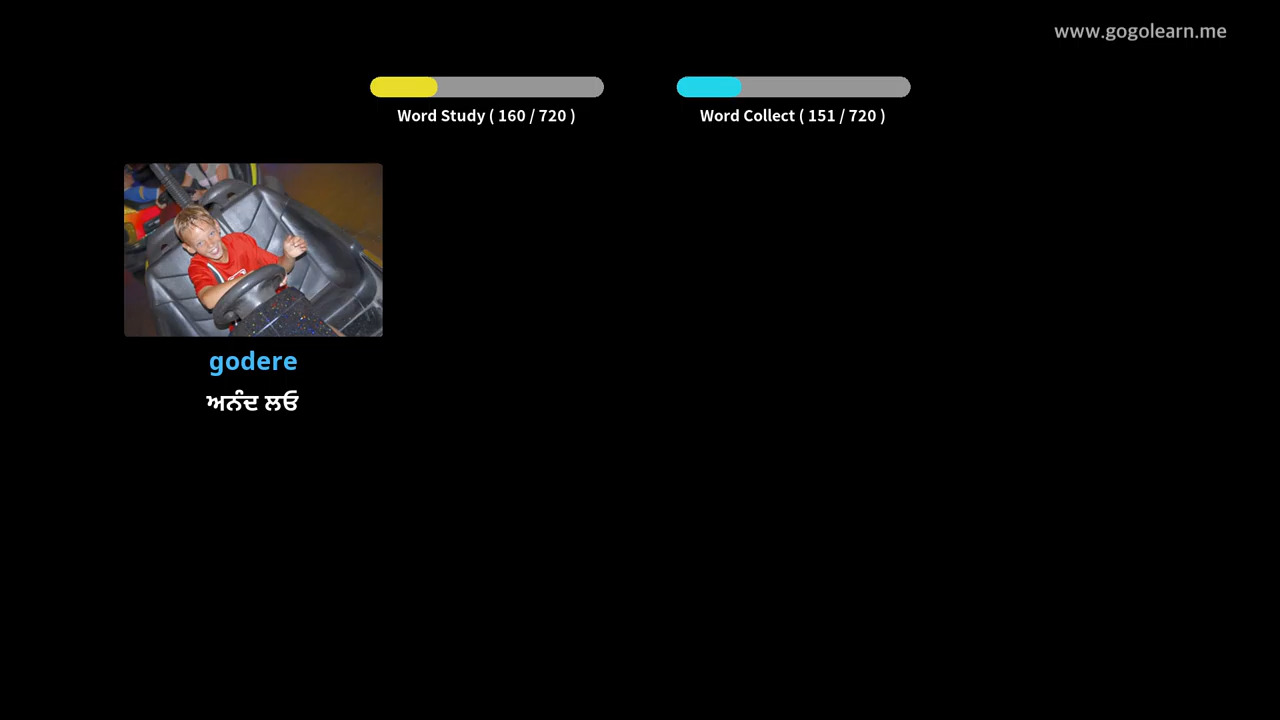 www.gogolearn.me
Word Study ( 160 / 720 )
Word Collect ( 151 / 720 )
godere
ਅਨੰਦ ਲਓ